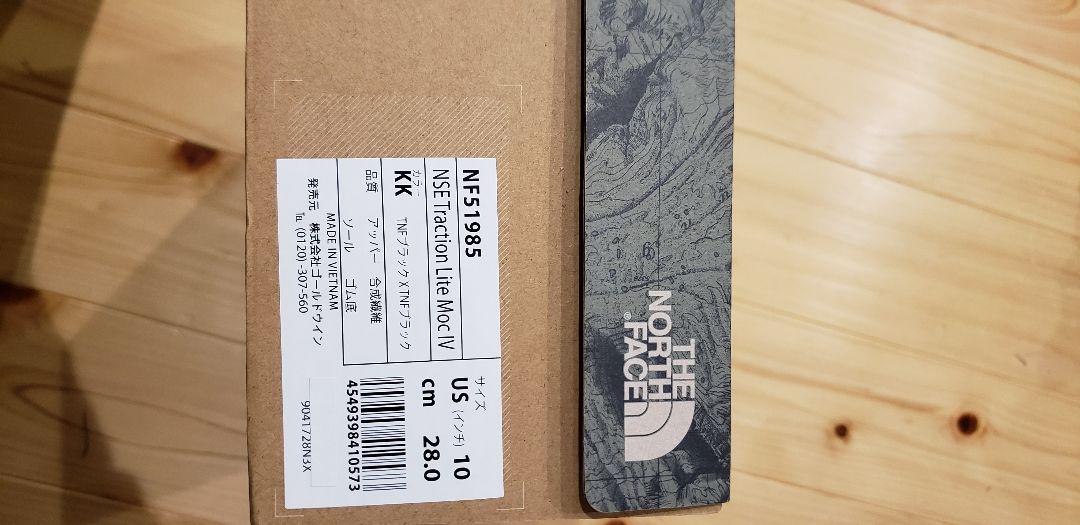 NF51985
NSE Traction Lite Moc IV
カラー
KK TNFブラック X TNFブラック
品質 アッパー 合成繊維
ソール ゴム底
MADE IN VIETNAM
発売元 株式会社ゴールドウイン
℡ (0120)-307-560
サイズ
US (インチ) 10
cm 28.0
4549398410573
9041728N3X
THE
NORTH
FACE
®
6